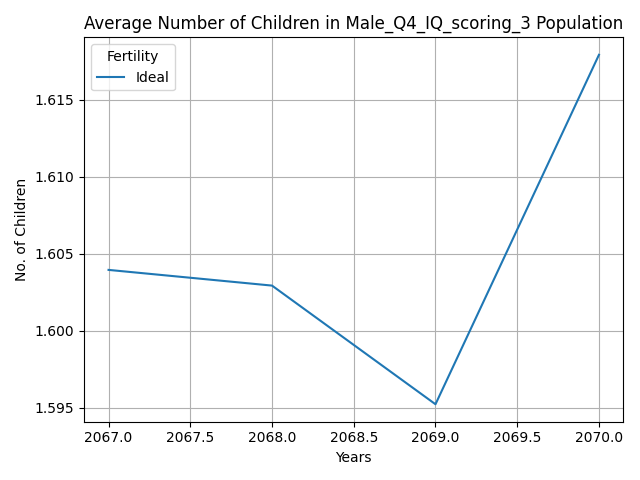 Average Number of Children in Male_Q4_IQ_scoring_3 Population
Fertility
Ideal
No. of Children
1.615
1.610
1.605
1.600
1.595
2067.0 2067.5 2068.0 2068.5 2069.0 2069.5 2070.0
Years